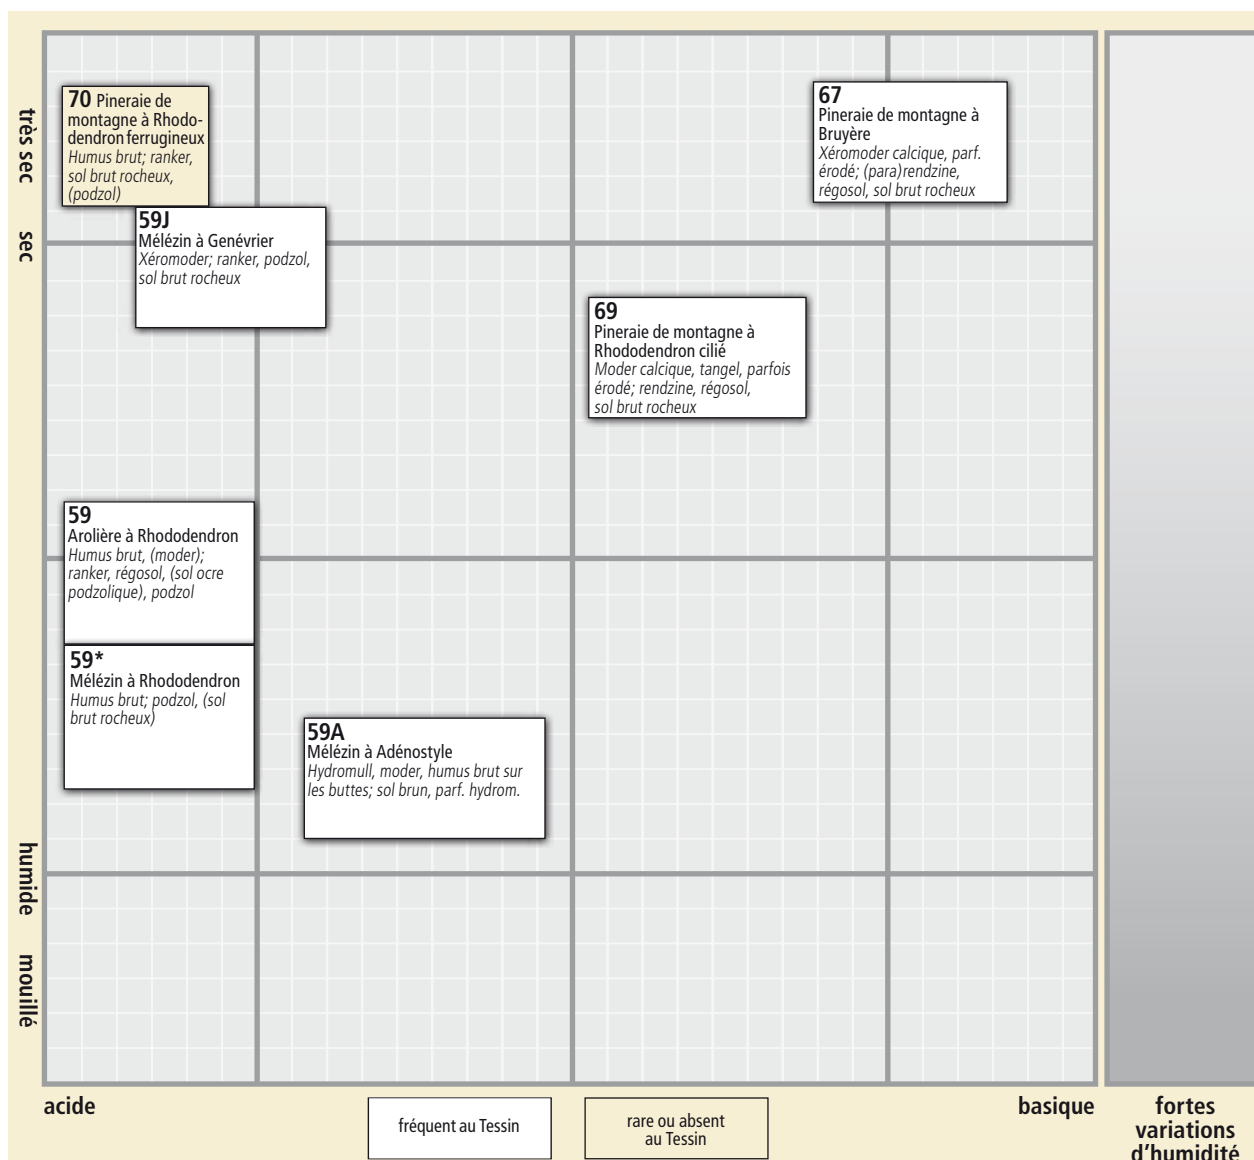 très sec
sec
humide
mouillé
70 Pineraie de
montagne à Rhodo-
dendron ferrugineux
Humus brut; ranker,
sol brut rocheux,
(podzol)
67
Pineraie de montagne à
Bruyère
Xéromoder calcique, parf.
érodé; (para)rendzine,
régosol, sol brut rocheux
59J
Mélézin à Genévrier
Xéromoder; ranker, podzol,
sol brut rocheux
69
Pineraie de montagne à
Rhododendron cilié
Moder calcique, tangel, parfois
érodé; rendzine, régosol,
sol brut rocheux
59
Arolière à Rhododendron
Humus brut, (moder);
ranker, régosol, (sol ocre
podzolique), podzol
59*
Mélézin à Rhododendron
Humus brut; podzol, (sol
brut rocheux)
59A
Mélézin à Adénostyle
Hydromull, moder, humus brut sur
les buttes; sol brun, parf. hydrom.
acide
basique
fortes
variations
d'humidité
fréquent au Tessin
rare ou absent
au Tessin